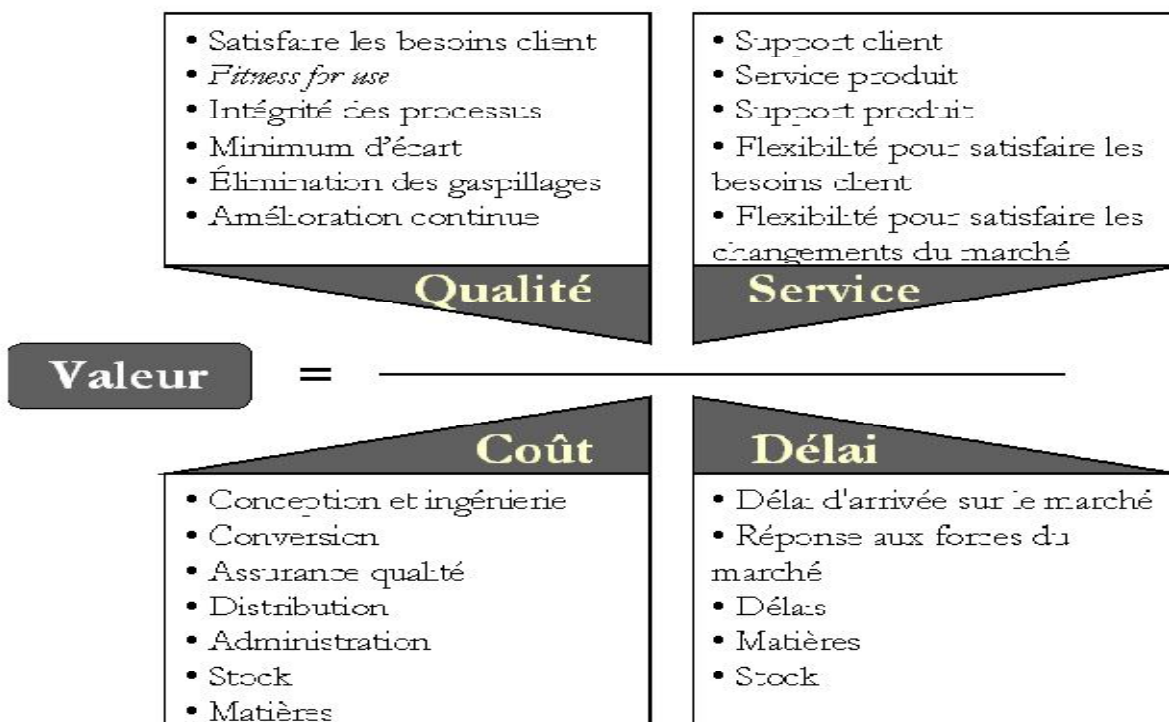 • Satisfaire les besoins client
• Fitness for use
• Intégrité des processus
• Minimum d'écart
• Élimination des gaspillages
• Amélioration continue
Qualité
• Support client
• Service produit
• Support produit
• Flexibilité pour satisfaire les
besoins client
• Flexibilité pour satisfaire les
changements du marché
Service
Valeur
=
Coût
• Conception et ingénierie
• Conversion
• Assurance qualité
• Distribution
• Administration
• Stock
• Matières
Délai
• Délai d'arrivée sur le marché
• Réponse aux forces du
marché
• Délais
• Matières
• Stock